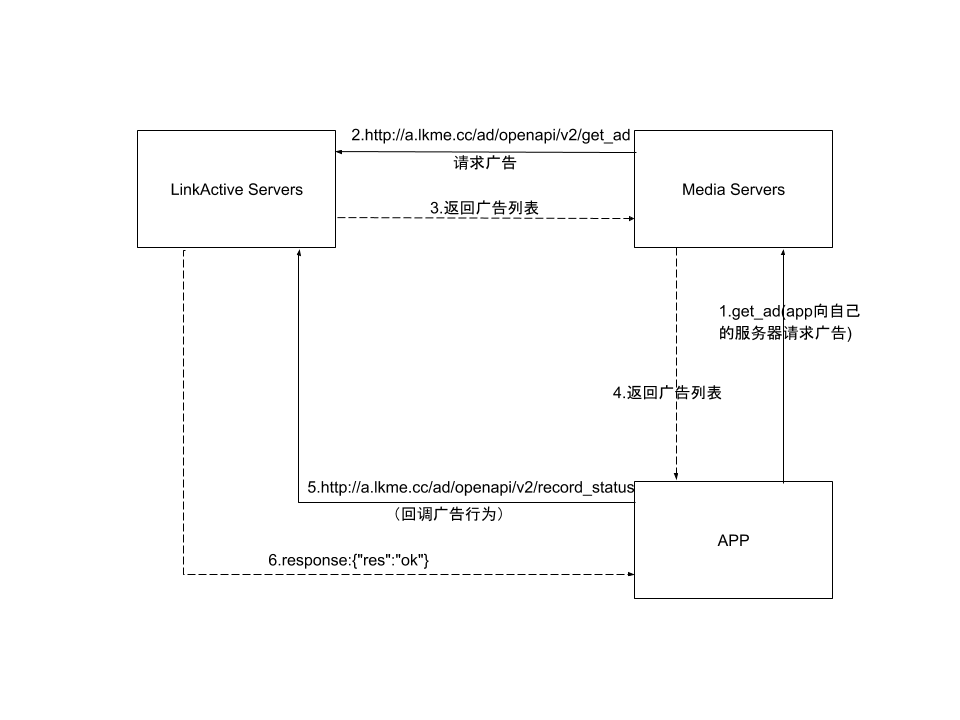 2.http://a.lkme.cc/ad/openapi/v2/get_ad
请求广告
LinkActive Servers
Media Servers
3.返回广告列表
1.get_ad(app向自己
的服务器请求广告)
4.返回广告列表
5.http://a.lkme.cc/ad/openapi/v2/record_status
（回调广告行为）
APP
6.response:{"res":"ok"}